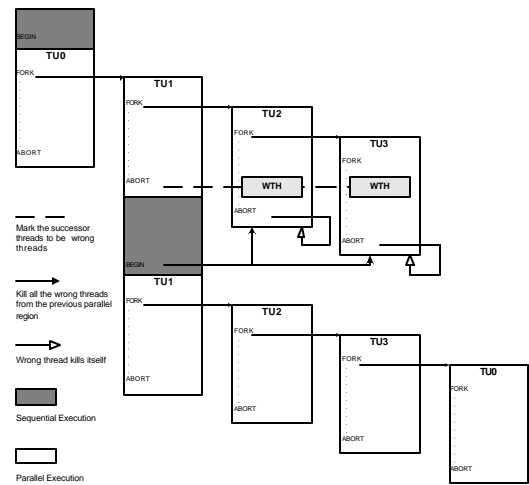 BEGIN
TU0
FORK
ABORT
TU1
FORK
ABORT
TU2
FORK
WTH
ABORT
TU3
FORK
WTH
ABORT
BEGIN
TU1
FORK
ABORT
TU2
FORK
ABORT
TU3
FORK
ABORT
TU0
FORK
ABORT
Mark the successor
threads to be wrong
threads
Kill all the wrong threads
from the previous parallel
region
Wrong thread kills itself
Sequential Execution
Parallel Execution